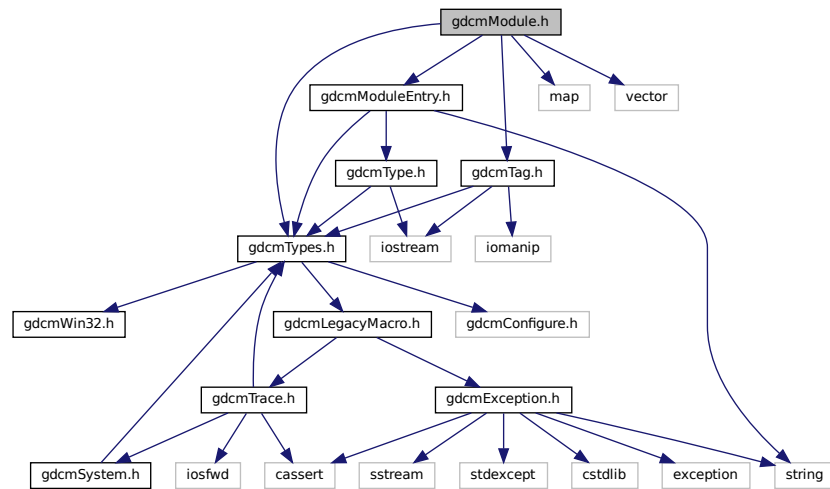 gdcmModule.h
gdcmModuleEntry.h
map
vector
gdcmType.h
gdcmTag.h
gdcmTypes.h
iostream
iomanip
gdcmWin32.h
gdcmLegacyMacro.h
gdcmConfigure.h
gdcmTrace.h
gdcmException.h
gdcmSystem.h
iosfwd
cassert
sstream
stdexcept
cstdlib
exception
string